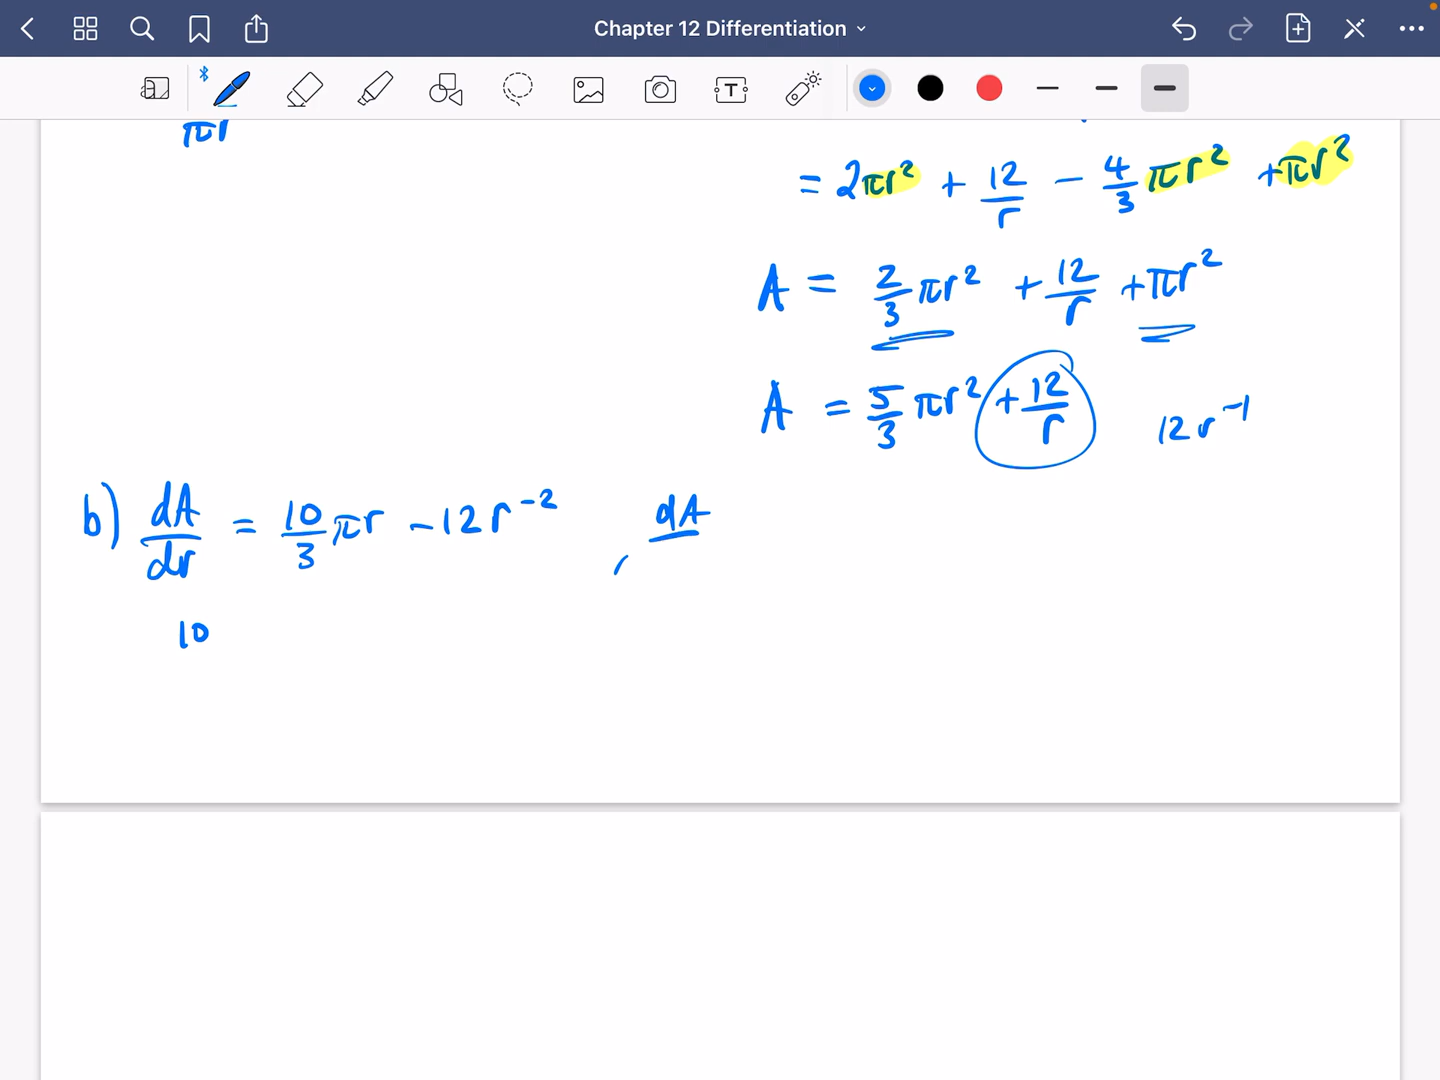 Chapter 12 Differentiation
πr
= 2πr² + 12/r − 4/3 πr² + πr²
A = 2/3 πr² + 12/r + πr²
A = 5/3 πr² + 12/r   12r⁻¹
b) dA/dr = 10/3 πr − 12r⁻² , dA
10